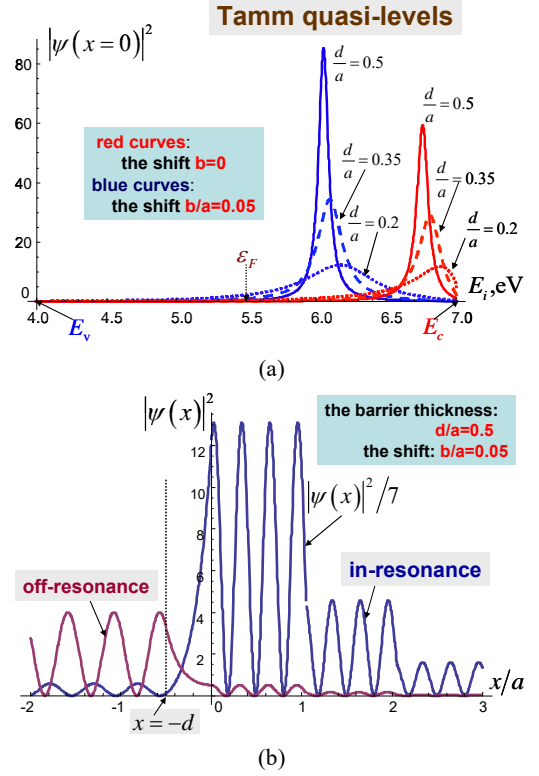 Tamm quasi-levels
|ψ(x=0)|²
80
60
40
20
0
red curves:
the shift b=0
blue curves:
the shift b/a=0.05
d/a=0.5
d/a=0.35
d/a=0.2
d/a=0.5
d/a=0.35
d/a=0.2
ε_F
E_i,eV
4.0 4.5 5.0 5.5 6.0 6.5 7.0
E_v
E_c
(a)
|ψ(x)|²
the barrier thickness:
d/a=0.5
the shift: b/a=0.05
12
10
8
6
4
2
|ψ(x)|²/7
off-resonance
in-resonance
x/a
-2 -1 0 1 2 3
x=-d
(b)